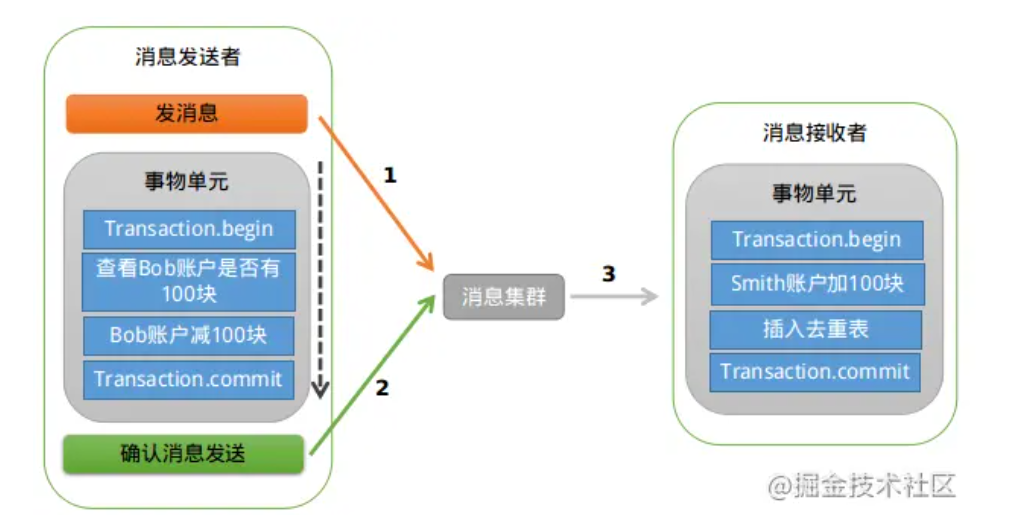 消息发送者
发消息
事物单元
Transaction.begin
查看Bob账户是否有
100块
Bob账户减100块
Transaction.commit
确认消息发送
1
2
消息集群
3
消息接收者
事物单元
Transaction.begin
Smith账户加100块
插入去重表
Transaction.commit
@掘金技术社区